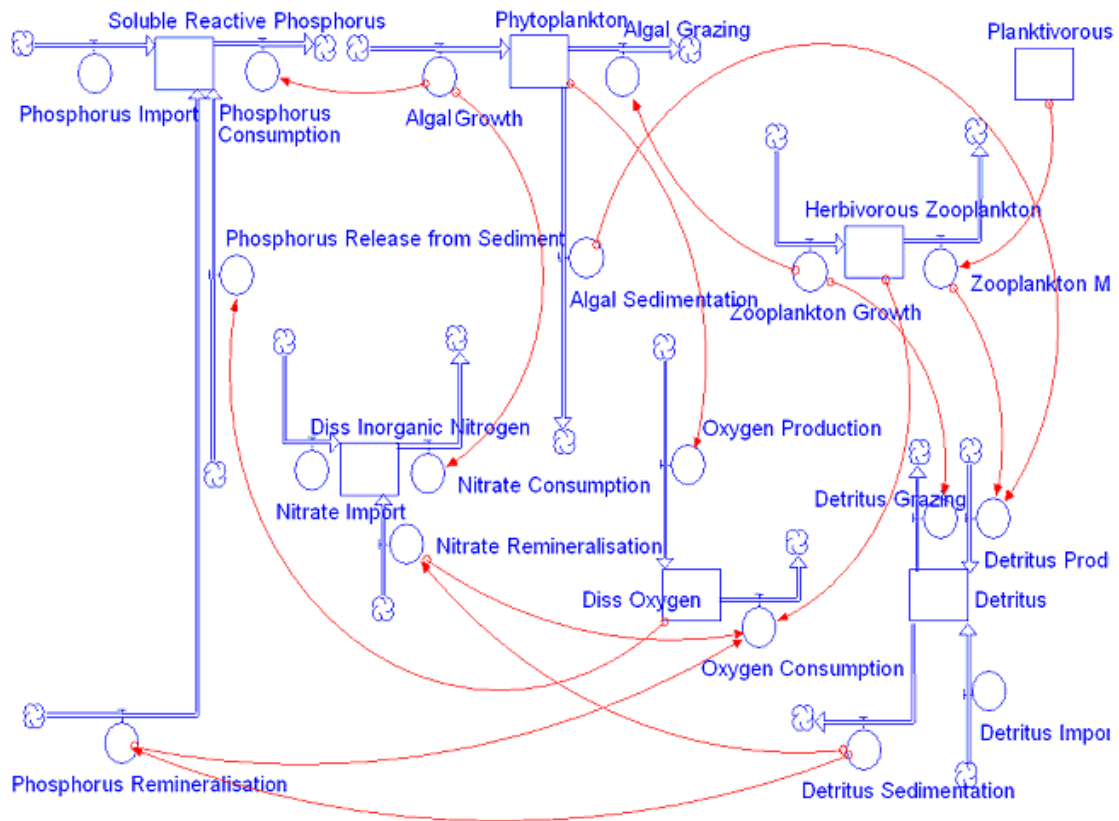 Soluble Reactive Phosphorus
Phytoplankton
Algal Grazing
Planktivorous
Phosphorus Import
Phosphorus
Consumption
Algal Growth
Herbivorous Zooplankton
Phosphorus Release from Sediment
Algal Sedimentation
Zooplankton Growth
Zooplankton M
Diss Inorganic Nitrogen
Oxygen Production
Nitrate Import
Nitrate Consumption
Detritus Grazing
Nitrate Remineralisation
Detritus Prod
Diss Oxygen
Detritus
Oxygen Consumption
Detritus Impor
Phosphorus Remineralisation
Detritus Sedimentation